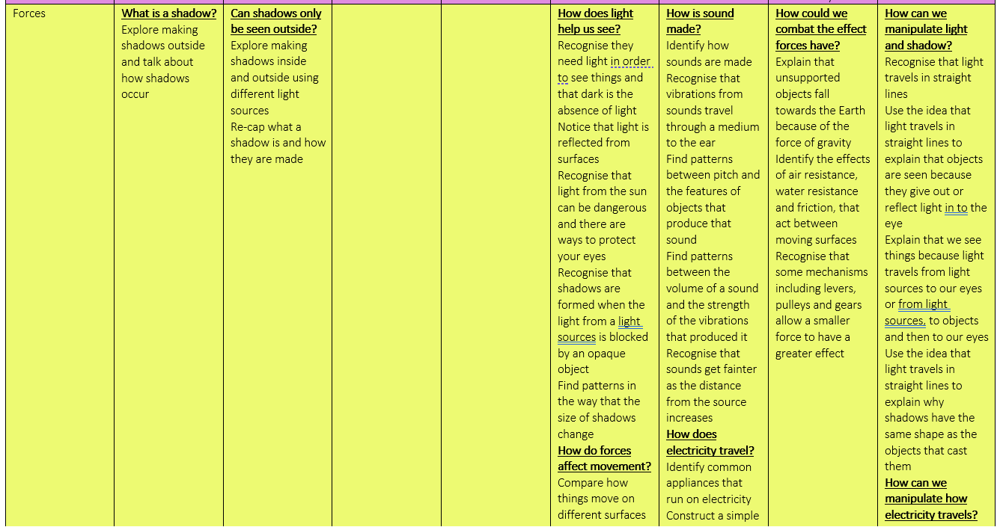 Forces
What is a shadow?
Explore making
shadows outside
and talk about
how shadows
occur
Can shadows only
be seen outside?
Explore making
shadows inside
and outside using
different light
sources
Re-cap what a
shadow is and how
they are made
How does light
help us see?
Recognise they
need light in order
to see things and
that dark is the
absence of light
Notice that light is
reflected from
surfaces
Recognise that
light from the sun
can be dangerous
and there are
ways to protect
your eyes
Recognise that
shadows are
formed when the
light from a light
sources is blocked
by an opaque
object
Find patterns in
the way that the
size of shadows
change
How do forces
affect movement?
Compare how
things move on
different surfaces
How is sound
made?
Identify how
sounds are made
Recognise that
vibrations from
sounds travel
through a medium
to the ear
Find patterns
between pitch and
the features of
objects that
produce that
sound
Find patterns
between the
volume of a sound
and the strength
of the vibrations
that produced it
Recognise that
sounds get fainter
as the distance
from the source
increases
How does
electricity travel?
Identify common
appliances that
run on electricity
Construct a simple
How could we
combat the effect
forces have?
Explain that
unsupported
objects fall
towards the Earth
because of the
force of gravity
Identify the effects
of air resistance,
water resistance
and friction, that
act between
moving surfaces
Recognise that
some mechanisms
including levers,
pulleys and gears
allow a smaller
force to have a
greater effect
How can we
manipulate light
and shadow?
Recognise that light
travels in straight
lines
Use the idea that
light travels in
straight lines to
explain that objects
are seen because
they give out or
reflect light in to the
eye
Explain that we see
things because light
travels from light
sources to our eyes
or from light
sources, to objects
and then to our eyes
Use the idea that
light travels in
straight lines to
explain why
shadows have the
same shape as the
objects that cast
them
How can we
manipulate how
electricity travels?